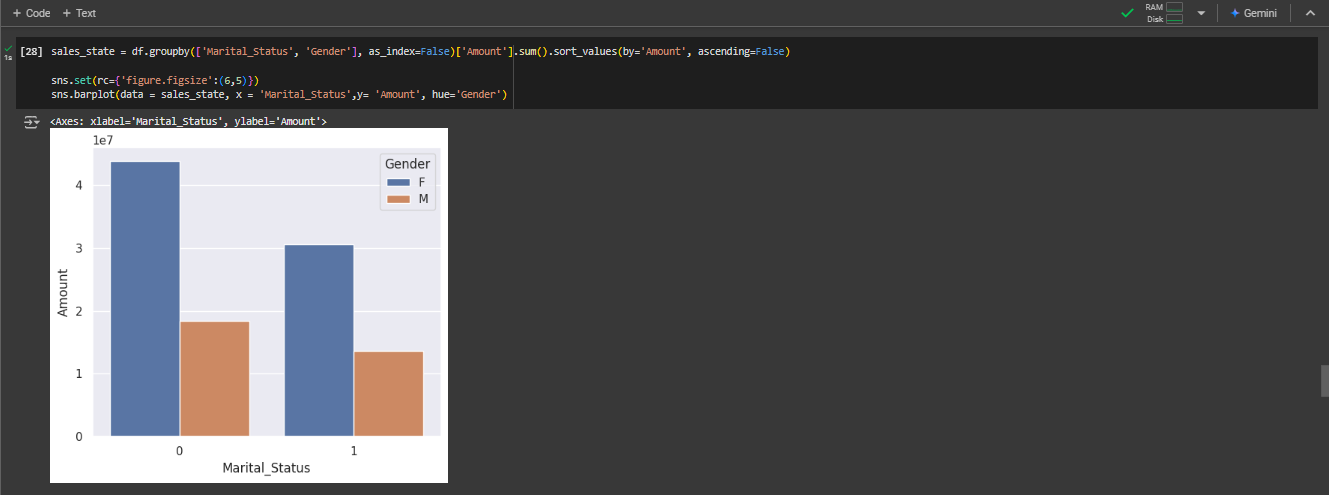 + Code + Text
RAM
Disk
Gemini
[28] sales_state = df.groupby(['Marital_Status', 'Gender'], as_index=False)['Amount'].sum().sort_values(by='Amount', ascending=False)
1s
sns.set(rc={'figure.figsize':(6,5)})
sns.barplot(data = sales_state, x = 'Marital_Status',y= 'Amount', hue='Gender')
<Axes: xlabel='Marital_Status', ylabel='Amount'>
1e7
Gender
F
M
4
3
2
1
0
Amount
0 1
Marital_Status